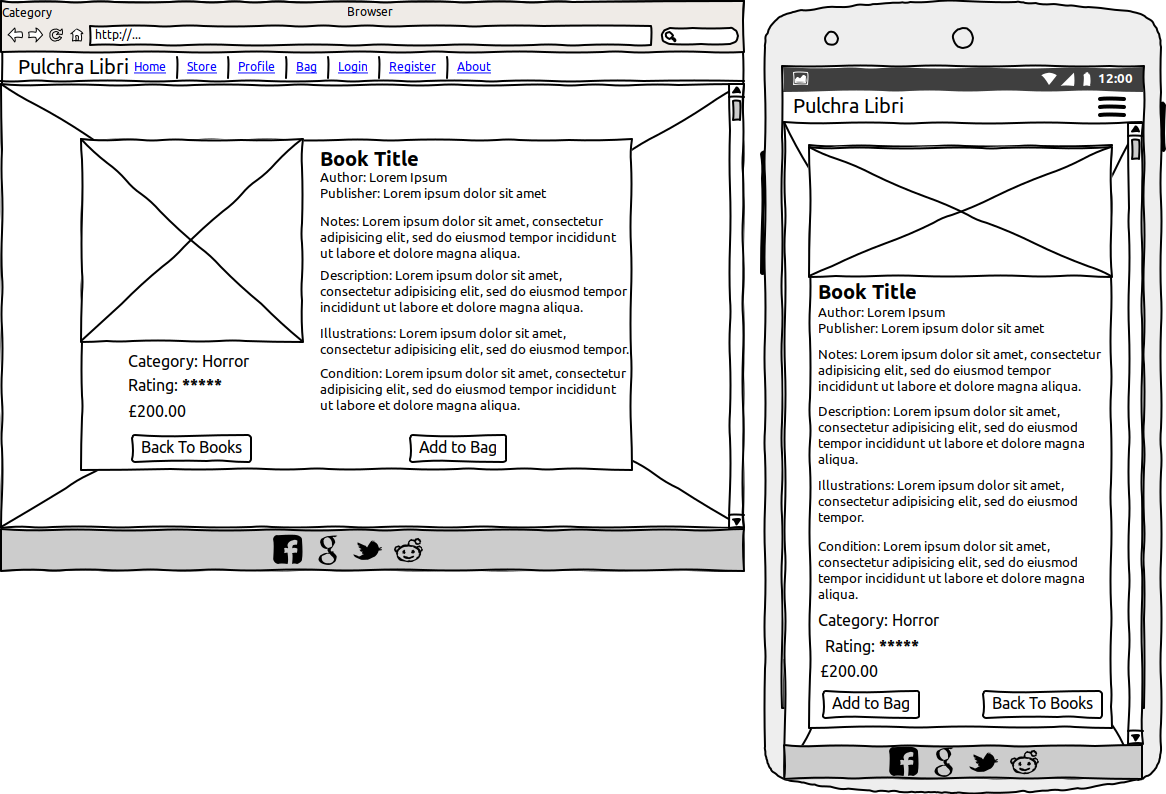 Category
Browser
http://...
Pulchra Libri Home Store Profile Bag Login Register About
Book Title
Author: Lorem Ipsum
Publisher: Lorem ipsum dolor sit amet
Notes: Lorem ipsum dolor sit amet, consectetur
adipisicing elit, sed do eiusmod tempor incididunt
ut labore et dolore magna aliqua.
Description: Lorem ipsum dolor sit amet,
consectetur adipisicing elit, sed do eiusmod tempor
incididunt ut labore et dolore magna aliqua.
Illustrations: Lorem ipsum dolor sit amet,
consectetur adipisicing elit, sed do eiusmod tempor.
Condition: Lorem ipsum dolor sit amet, consectetur
adipisicing elit, sed do eiusmod tempor incididunt
ut labore et dolore magna aliqua.
Category: Horror
Rating: *****
£200.00
Back To Books
Add to Bag
12:00
Pulchra Libri
Book Title
Author: Lorem Ipsum
Publisher: Lorem ipsum dolor sit amet
Notes: Lorem ipsum dolor sit amet, consectetur
adipisicing elit, sed do eiusmod tempor
incididunt ut labore et dolore magna aliqua.
Description: Lorem ipsum dolor sit amet,
consectetur adipisicing elit, sed do eiusmod
tempor incididunt ut labore et dolore magna
aliqua.
Illustrations: Lorem ipsum dolor sit amet,
consectetur adipisicing elit, sed do eiusmod
tempor.
Condition: Lorem ipsum dolor sit amet,
consectetur adipisicing elit, sed do eiusmod
tempor incididunt ut labore et dolore magna
aliqua.
Category: Horror
Rating: *****
£200.00
Add to Bag
Back To Books